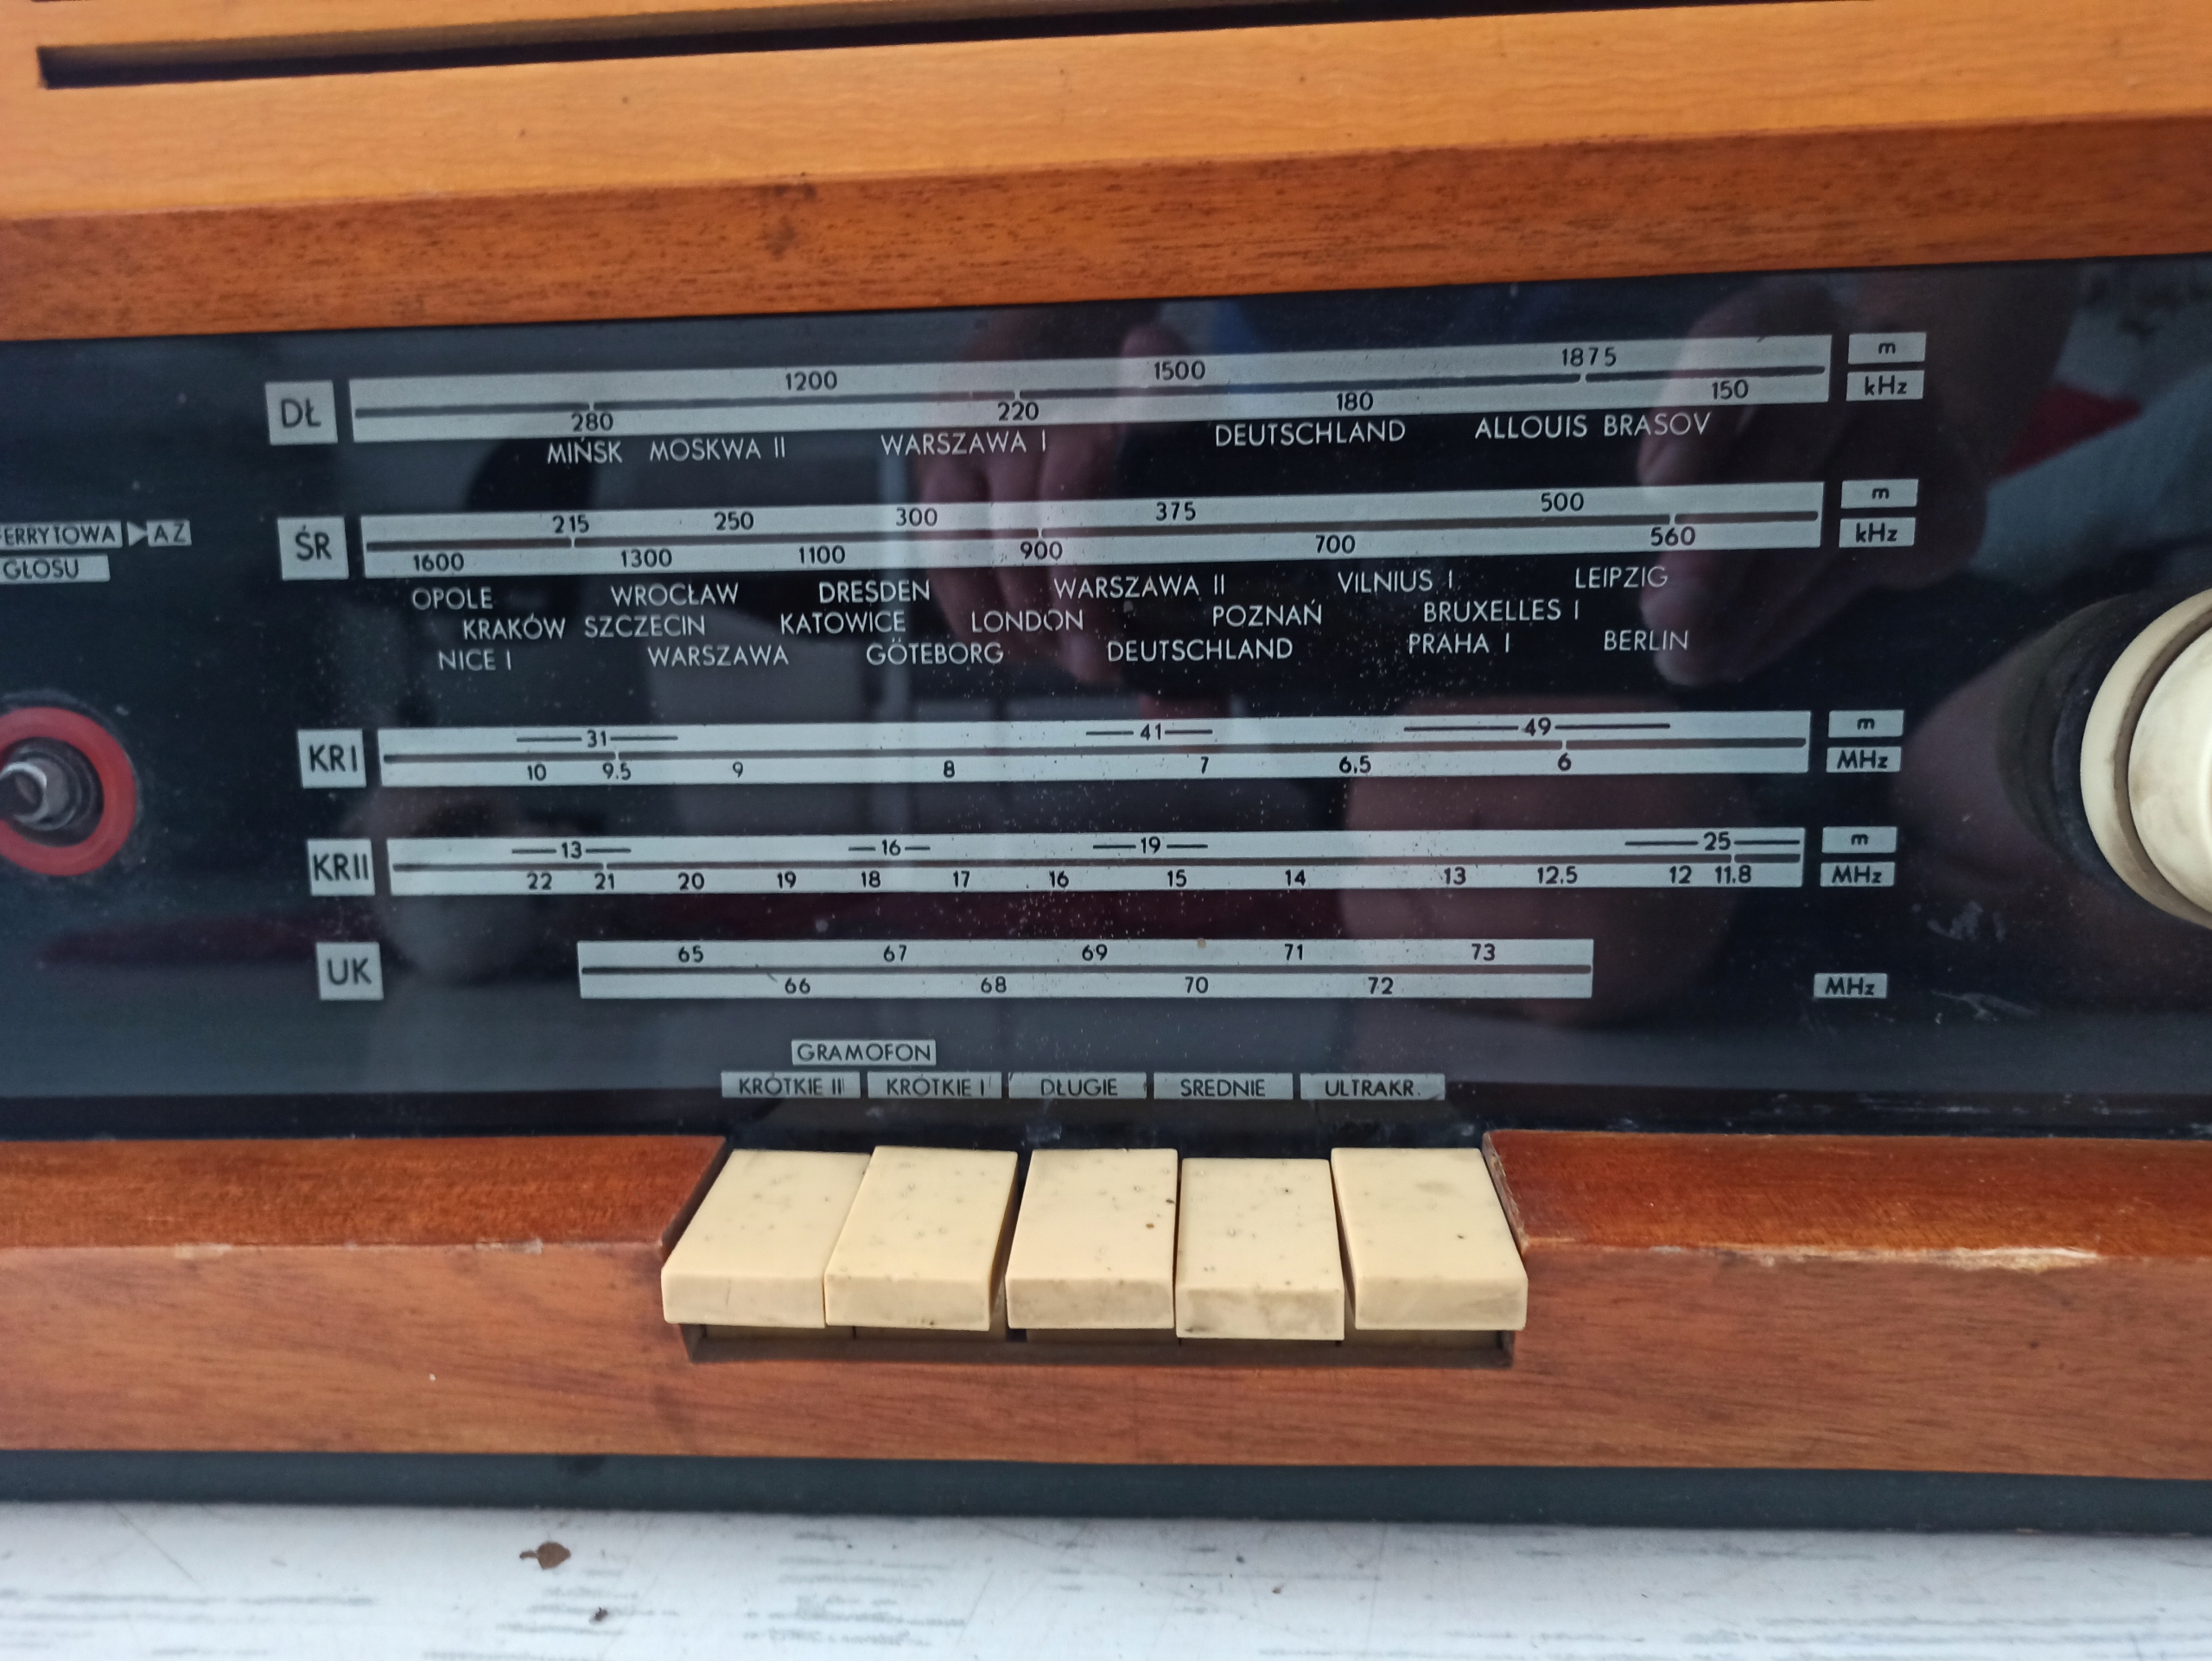 1200 1500 1875 m
DŁ 280 220 180 150 kHz
MIŃSK MOSKWA II WARSZAWA I DEUTSCHLAND ALLOUIS BRASOV
215 250 300 375 500 m
ŚR 1600 1300 1100 900 700 560 kHz
OPOLE WROCŁAW DRESDEN WARSZAWA II VILNIUS I LEIPZIG
KRAKÓW SZCZECIN KATOWICE LONDON POZNAŃ BRUXELLES I
NICE I WARSZAWA GÖTEBORG DEUTSCHLAND PRAHA I BERLIN
AZ
GŁOSU
31 41 49 m
KRI 10 9.5 9 8 7 6,5 6 MHz
13 16 19 25 m
KRII 22 21 20 19 18 17 16 15 14 13 12.5 12 11.8 MHz
65 67 69 71 73
UK 66 68 70 72 MHz
GRAMOFON
KRÓTKIE II KRÓTKIE I DŁUGIE ŚREDNIE ULTRAKR.